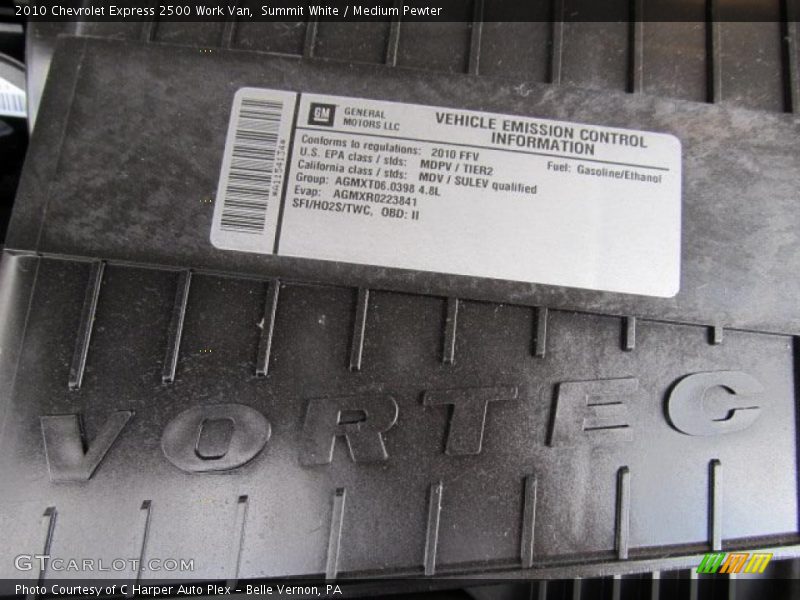 2010 Chevrolet Express 2500 Work Van, Summit White / Medium Pewter
GM GENERAL MOTORS LLC
VEHICLE EMISSION CONTROL
INFORMATION
Conforms to regulations: 2010 FFV Fuel: Gasoline/Ethanol
U.S. EPA class / stds: MDPV / TIER2
California class / stds: MDV / SULEV qualified
Group: AGMXT06.0398 4.8L
Evap: AGMXR0223841
SFI/HO2S/TWC, OBD: II
VORTEC
GTCARLOT.COM
Photo Courtesy of C Harper Auto Plex - Belle Vernon, PA